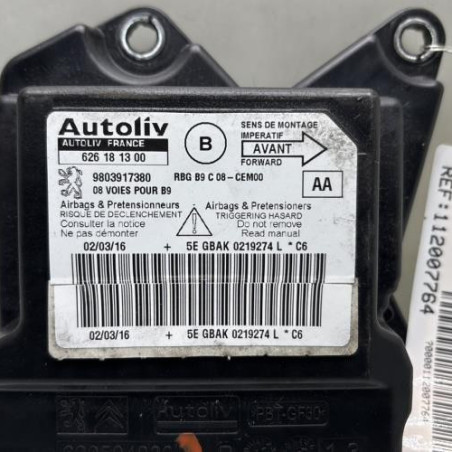 Autoliv
AUTOLIV FRANCE
626 18 13 00
B
SENS DE MONTAGE
IMPERATIF
AVANT
FORWARD
9803917380
RBG B9 C 08-CEM00
08 VOIES POUR B9
AA
Airbags & Pretensionneurs
RISQUE DE DECLENCHEMENT
Consulter la notice
Ne pas démonter
Airbags & Pretensioners
TRIGGERING HASARD
Do not remove
Read manual
02/03/16 + 5E GBAK 0219274 L * C6
02/03/16 + 5E GBAK 0219274 L * C6
Autoliv
PBT-GF30
REF:112007764